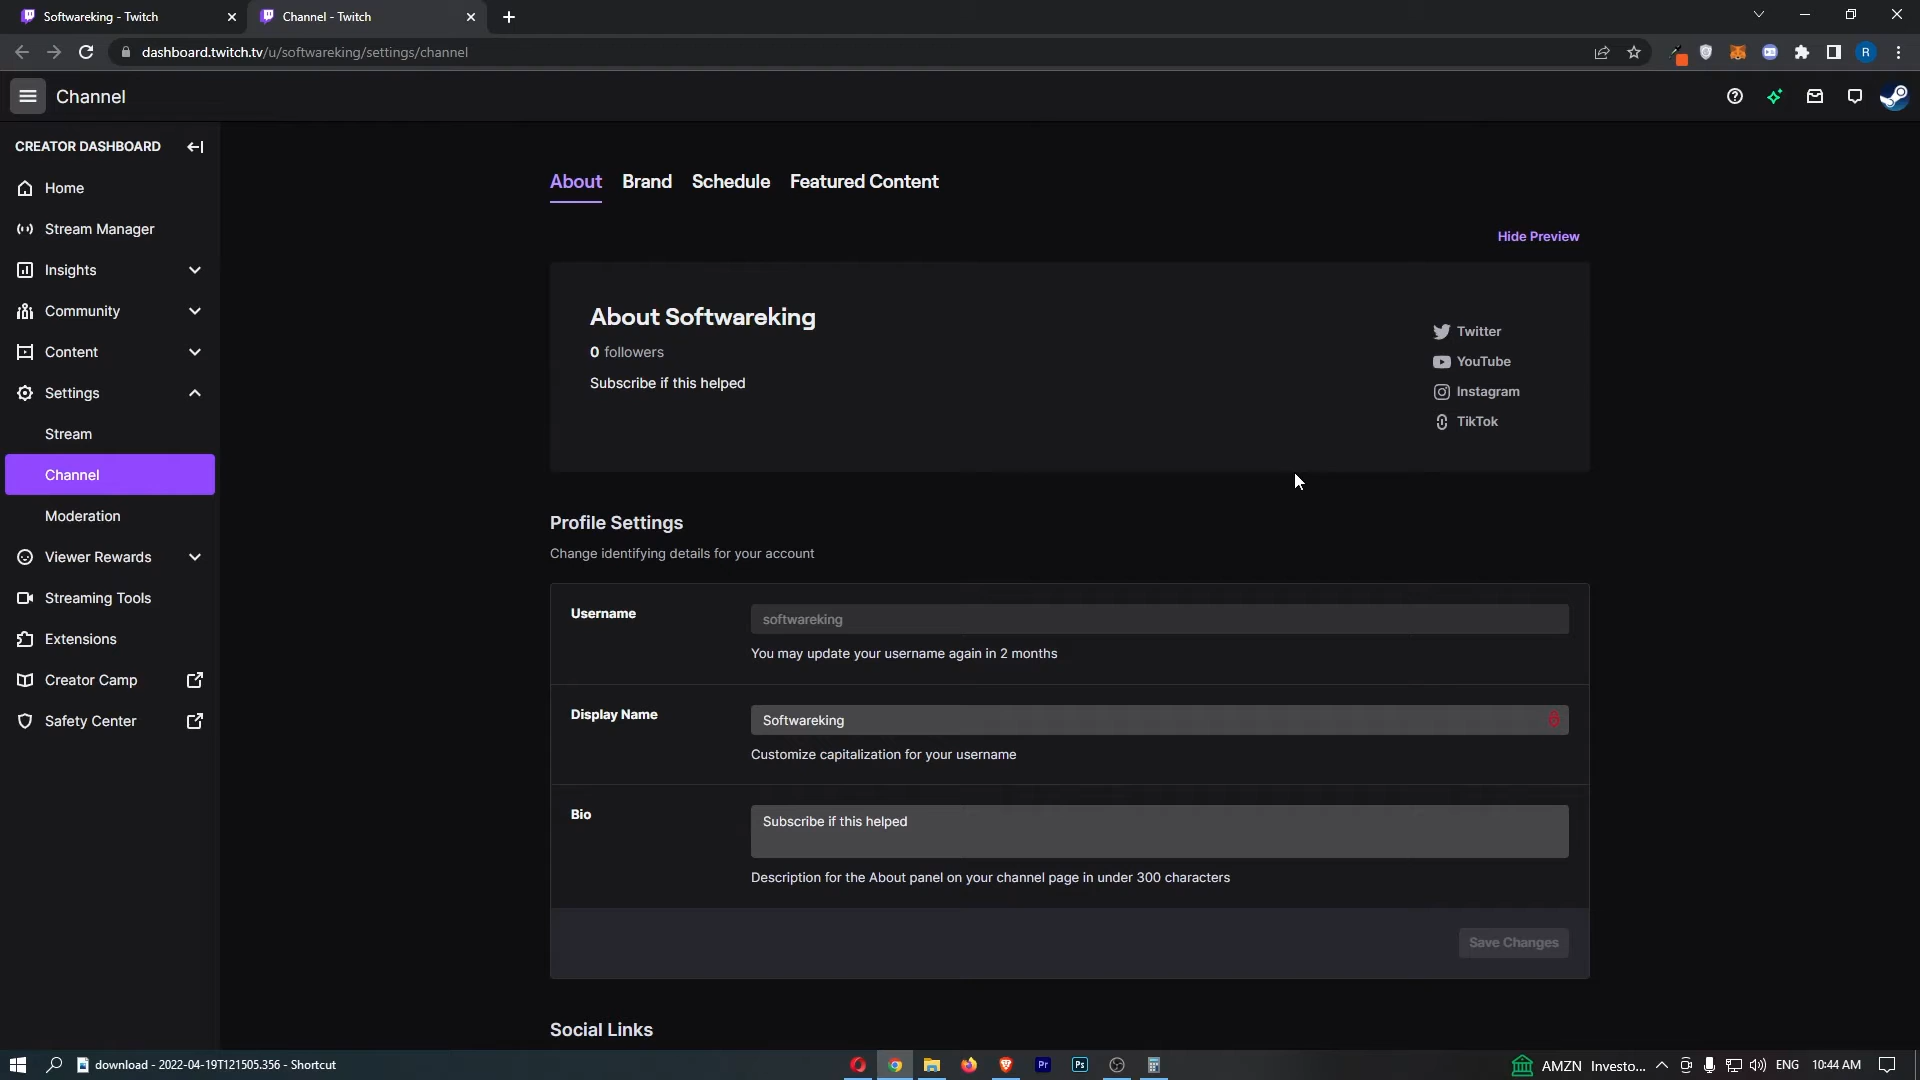 Softwareking - Twitch
Channel - Twitch
dashboard.twitch.tv/u/softwareking/settings/channel
R
Channel
CREATOR DASHBOARD
Home
Stream Manager
Insights
Community
Content
Settings
Stream
Channel
Moderation
Viewer Rewards
Streaming Tools
Extensions
Creator Camp
Safety Center
About Brand Schedule Featured Content
Hide Preview
About Softwareking
0 followers
Subscribe if this helped
Twitter
YouTube
Instagram
TikTok
Profile Settings
Change identifying details for your account
Username
softwareking
You may update your username again in 2 months
Display Name
Softwareking
Customize capitalization for your username
Bio
Subscribe if this helped
Description for the About panel on your channel page in under 300 characters
Save Changes
Social Links
download - 2022-04-19T121505.356 - Shortcut
Pr
Ps
AMZN Investo...
ENG
10:44 AM